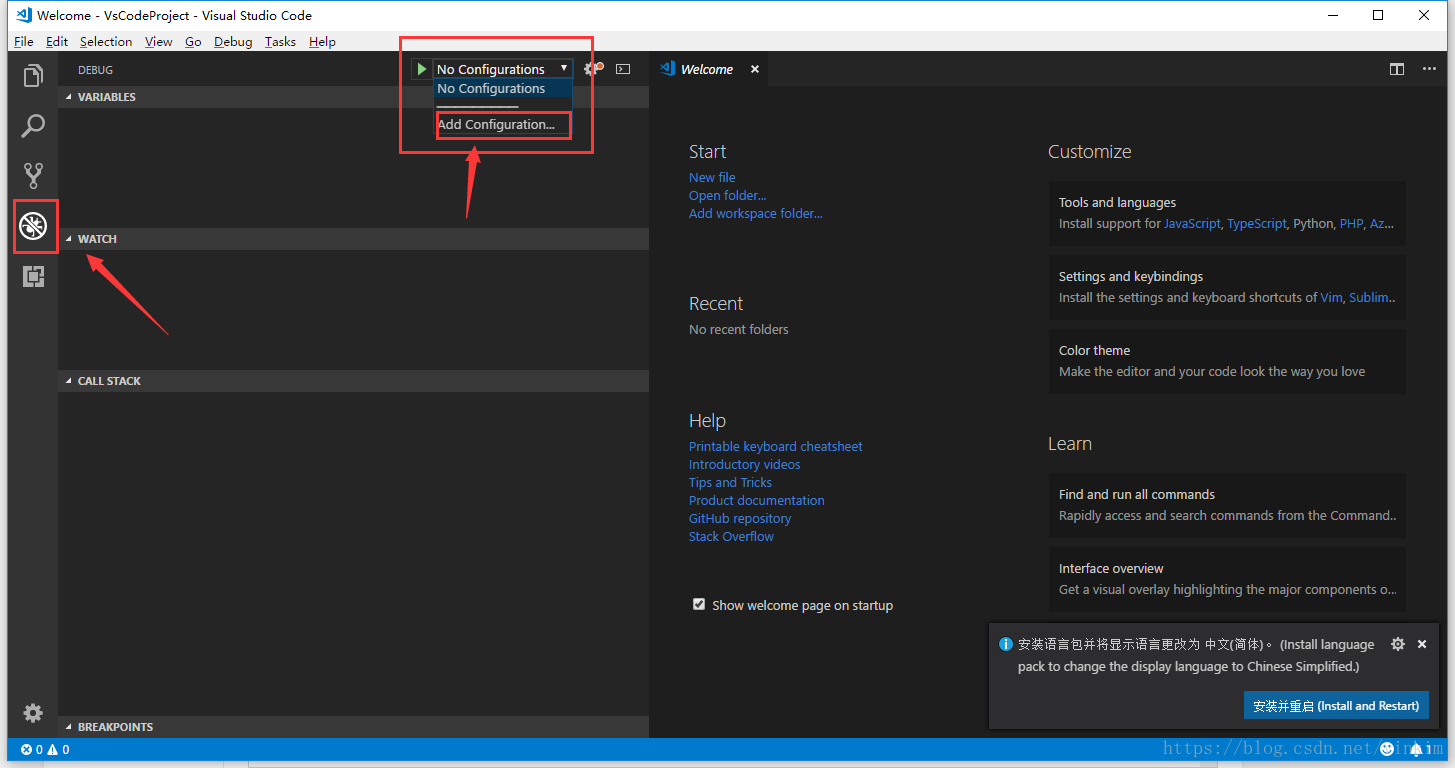 Welcome - VsCodeProject - Visual Studio Code
File Edit Selection View Go Debug Tasks Help
DEBUG
No Configurations
No Configurations
Add Configuration...
VARIABLES
WATCH
CALL STACK
BREAKPOINTS
Welcome
Start
New file
Open folder...
Add workspace folder...
Recent
No recent folders
Help
Printable keyboard cheatsheet
Introductory videos
Tips and Tricks
Product documentation
GitHub repository
Stack Overflow
Show welcome page on startup
Customize
Tools and languages
Install support for JavaScript, TypeScript, Python, PHP, Az...
Settings and keybindings
Install the settings and keyboard shortcuts of Vim, Sublim..
Color theme
Make the editor and your code look the way you love
Learn
Find and run all commands
Rapidly access and search commands from the Command..
Interface overview
Get a visual overlay highlighting the major components o...
安装语言包并将显示语言更改为 中文(简体)。 (Install language
pack to change the display language to Chinese Simplified.)
安装并重启 (Install and Restart)
0 0
https://blog.csdn.net/